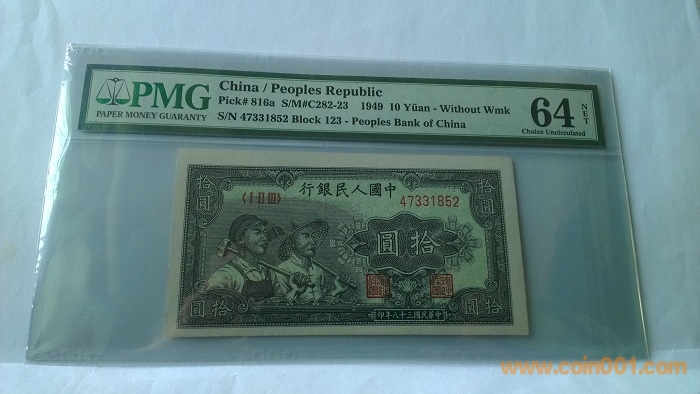 PMG
PAPER MONEY GUARANTY
China / Peoples Republic
Pick# 816a S/M#C282-23 1949 10 Yüan - Without Wmk
S/N 47331852 Block 123 - Peoples Bank of China
64 NET
Choice Uncirculated
行銀民人國中
〈I II III〉
47331852
拾圓
圓拾
拾圓
圓拾
圓拾
印年八十三國民華中
www.coin001.com